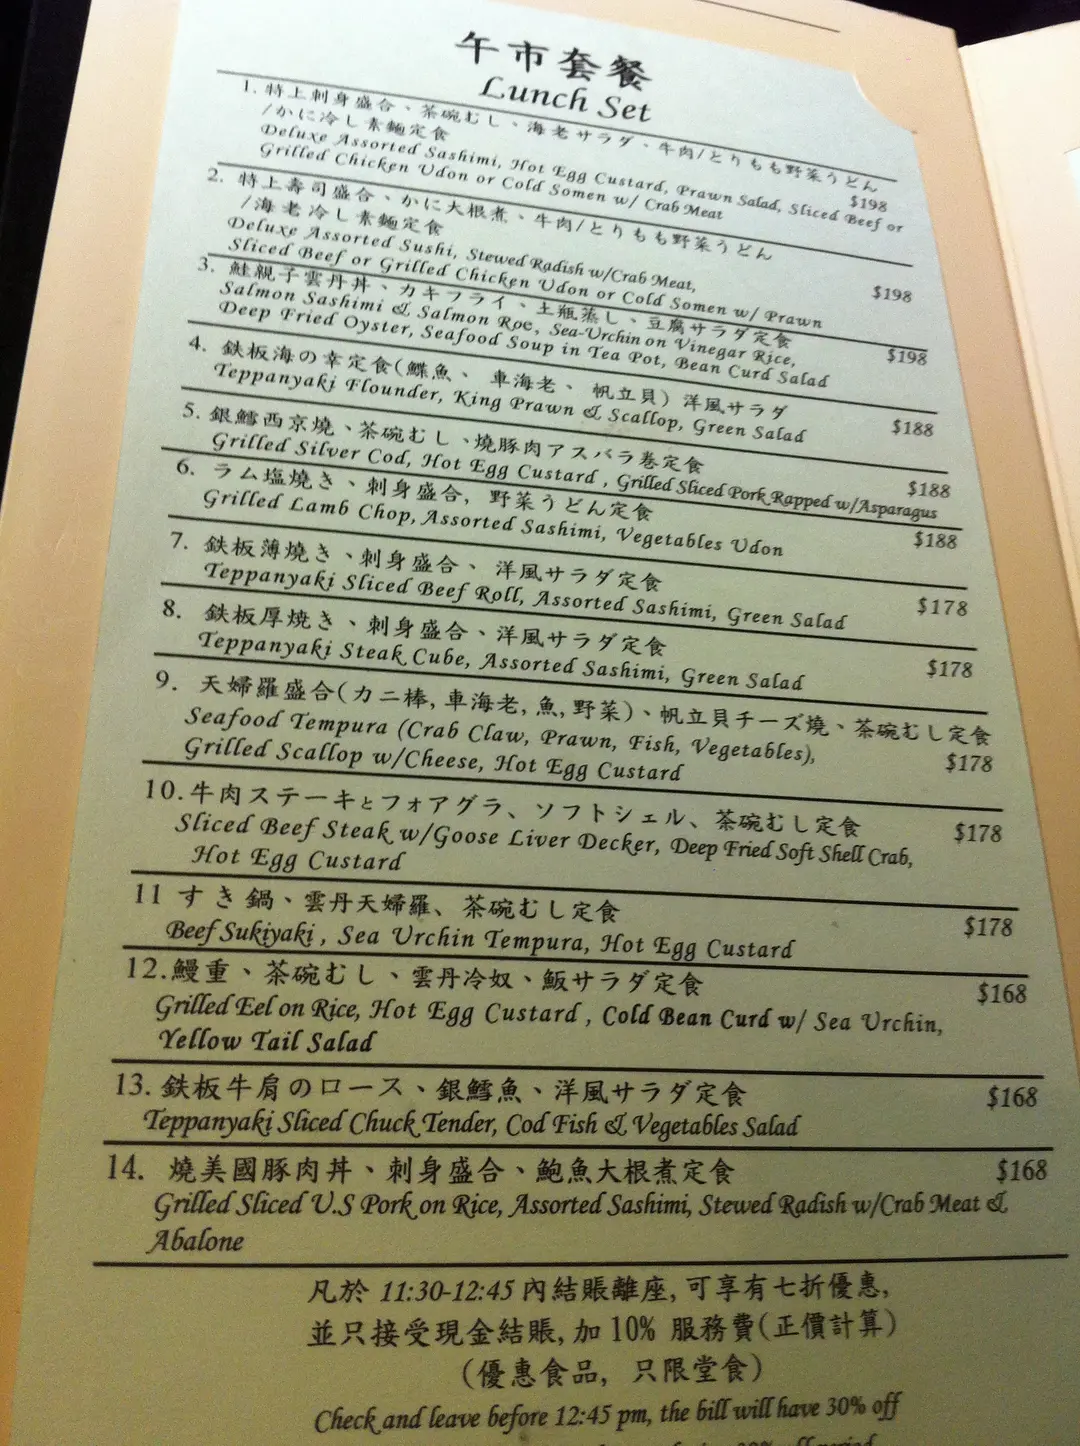 午市套餐
Lunch Set
1. 特上刺身盛合、茶碗むし、海老サラダ、牛肉/とりもも野菜うどん
/かに冷し素麵定食
$198
Deluxe Assorted Sashimi, Hot Egg Custard, Prawn Salad, Sliced Beef or
Grilled Chicken Udon or Cold Somen w/ Crab Meat
2. 特上壽司盛合、かに大根煮、牛肉/とりもも野菜うどん
/海老冷し素麵定食
Deluxe Assorted Sushi, Stewed Radish w/Crab Meat,
$198
Sliced Beef or Grilled Chicken Udon or Cold Somen w/ Prawn
3. 鮭親子雲丹丼、カキフライ、土瓶蒸し、豆腐サラダ定食
$198
Salmon Sashimi & Salmon Roe, Sea-Urchin on Vinegar Rice,
Deep Fried Oyster, Seafood Soup in Tea Pot, Bean Curd Salad
4. 鉄板海の幸定食(鰈魚、 車海老、 帆立貝) 洋風サラダ
$188
Teppanyaki Flounder, King Prawn & Scallop, Green Salad
5. 銀鱈西京燒、茶碗むし、燒豚肉アスパラ卷定食
$188
Grilled Silver Cod, Hot Egg Custard , Grilled Sliced Pork Rapped w/Asparagus
6. ラム塩燒き、刺身盛合, 野菜うどん定食
$188
Grilled Lamb Chop, Assorted Sashimi, Vegetables Udon
7. 鉄板薄燒き、刺身盛合、 洋風サラダ定食
$178
Teppanyaki Sliced Beef Roll, Assorted Sashimi, Green Salad
8. 鉄板厚燒き、刺身盛合、洋風サラダ定食
$178
Teppanyaki Steak Cube, Assorted Sashimi, Green Salad
9. 天婦羅盛合(カニ棒, 車海老, 魚, 野菜)、帆立貝チーズ燒、茶碗むし定食
Seafood Tempura (Crab Claw, Prawn, Fish, Vegetables),
$178
Grilled Scallop w/Cheese, Hot Egg Custard
10. 牛肉ステーキとフォアグラ、ソフトシェル、茶碗むし定食
$178
Sliced Beef Steak w/Goose Liver Decker, Deep Fried Soft Shell Crab,
Hot Egg Custard
11 すき鍋、雲丹天婦羅、茶碗むし定食
$178
Beef Sukiyaki , Sea Urchin Tempura, Hot Egg Custard
12. 鰻重、茶碗むし、雲丹冷奴、魬サラダ定食
$168
Grilled Eel on Rice, Hot Egg Custard , Cold Bean Curd w/ Sea Urchin,
Yellow Tail Salad
13. 鉄板牛肩のロース、銀鱈魚、洋風サラダ定食
$168
Teppanyaki Sliced Chuck Tender, Cod Fish & Vegetables Salad
14. 燒美國豚肉丼、刺身盛合、鮑魚大根煮定食
$168
Grilled Sliced U.S Pork on Rice, Assorted Sashimi, Stewed Radish w/Crab Meat &
Abalone
凡於 11:30-12:45 內結賬離座, 可享有七折優惠,
並只接受現金結賬, 加 10% 服務費(正價計算)
(優惠食品, 只限堂食)
Check and leave before 12:45 pm, the bill will have 30% off